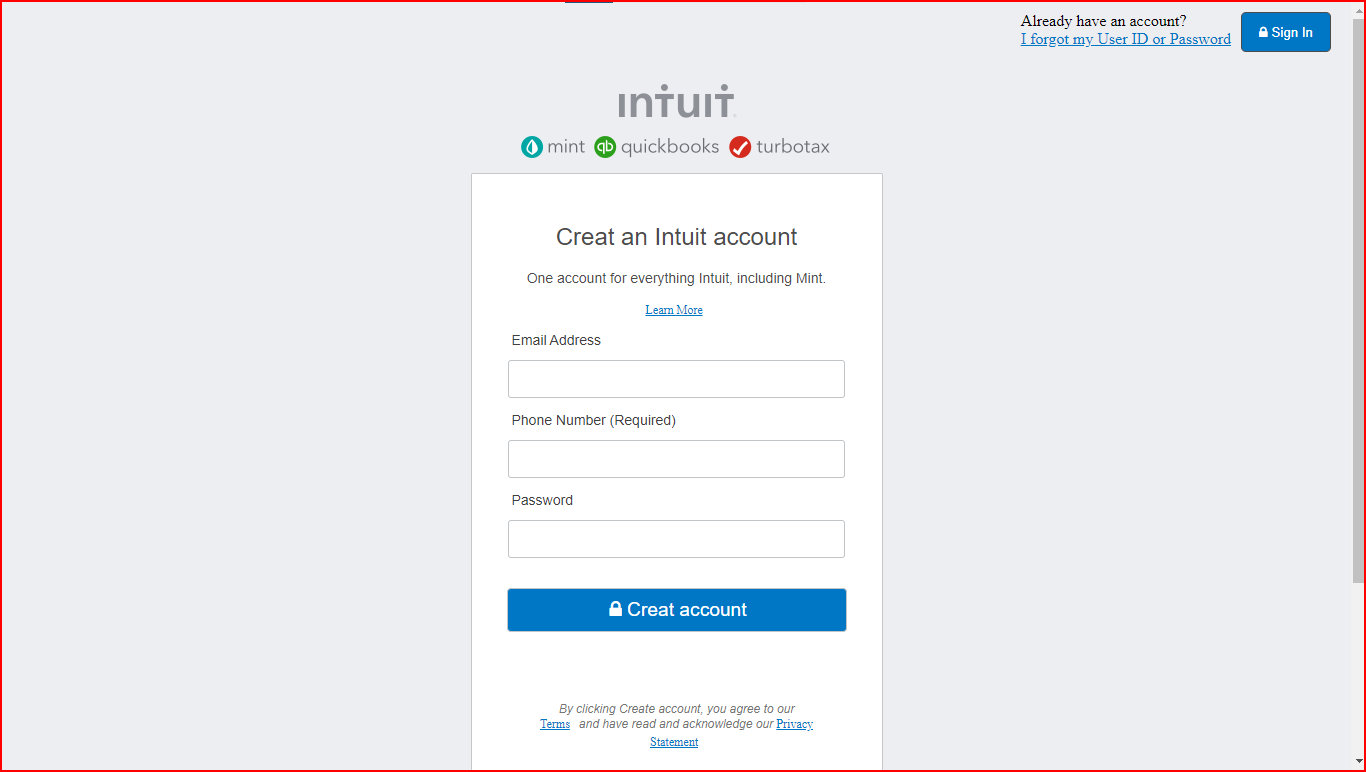 Already have an account?
I forgot my User ID or Password
Sign In
intuit
mint quickbooks turbotax
Creat an Intuit account
One account for everything Intuit, including Mint.
Learn More
Email Address
Phone Number (Required)
Password
Creat account
By clicking Create account, you agree to our
Terms and have read and acknowledge our Privacy
Statement